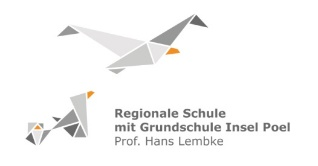 Regionale Schule
mit Grundschule Insel Poel
Prof. Hans Lembke